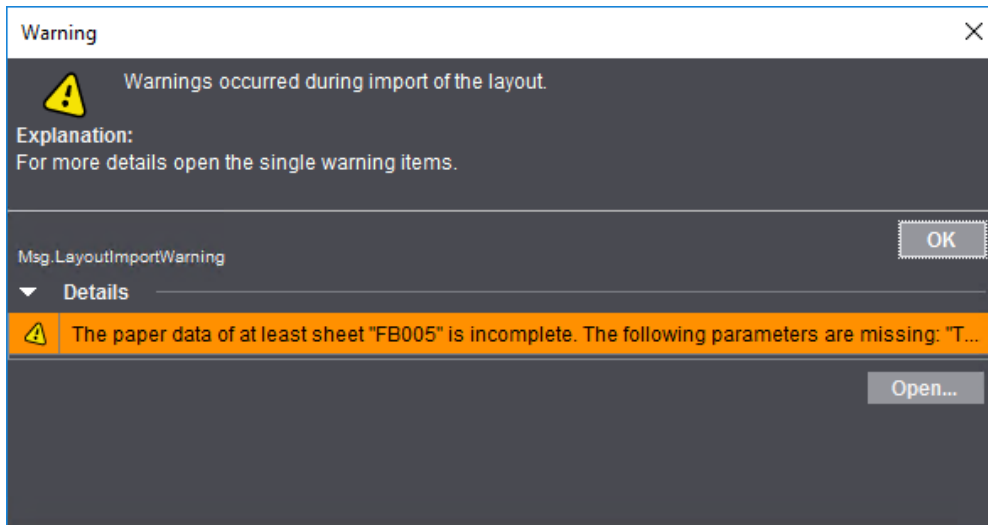 Warning
Warnings occurred during import of the layout.
Explanation:
For more details open the single warning items.
OK
Msg.LayoutImportWarning
Details
The paper data of at least sheet "FB005" is incomplete. The following parameters are missing: "T...
Open...